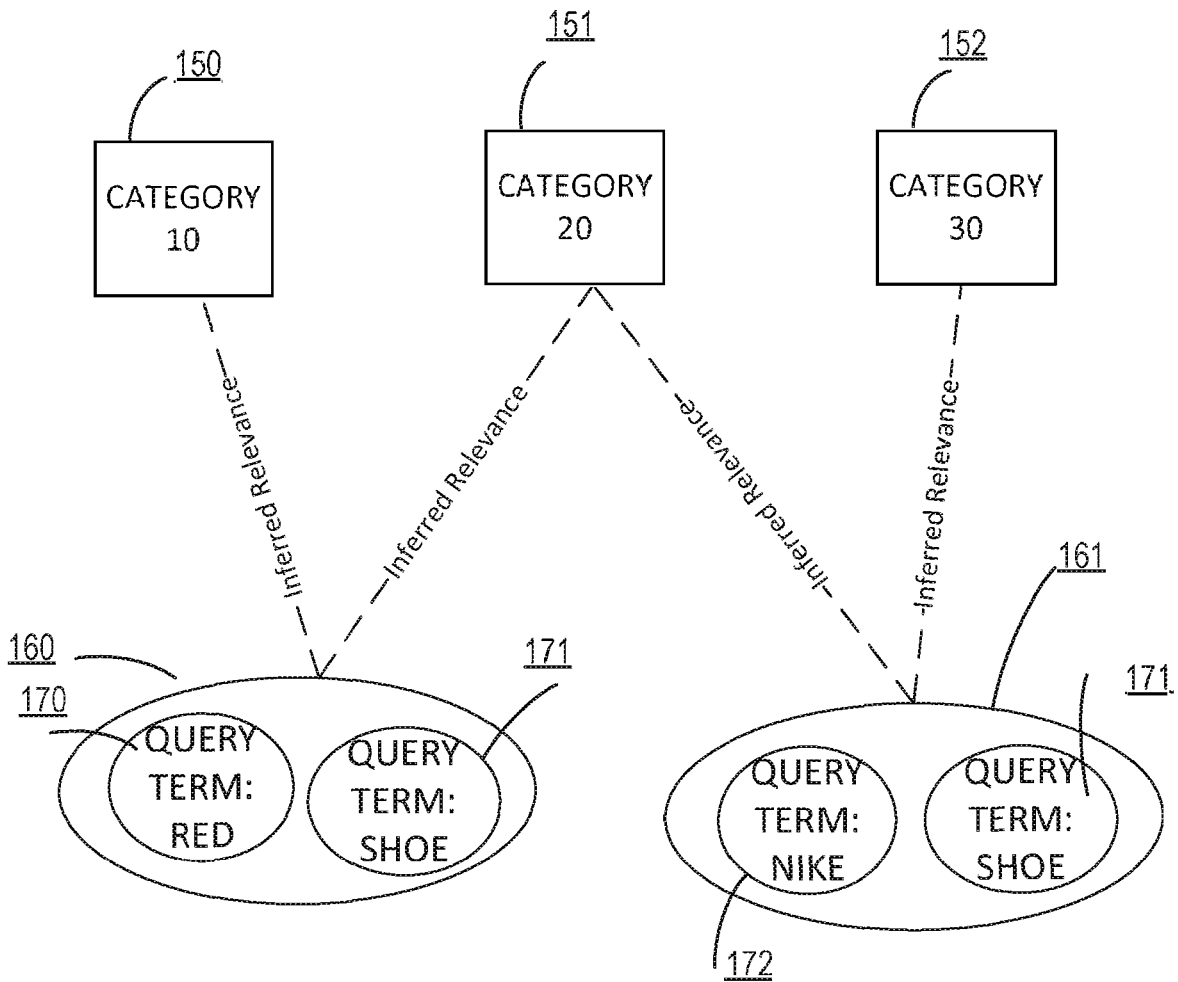 150
151
152
CATEGORY
10
CATEGORY
20
CATEGORY
30
Inferred Relevance
Inferred Relevance
Inferred Relevance
Inferred Relevance
160
170
171
161
171
QUERY
TERM:
RED
QUERY
TERM:
SHOE
QUERY
TERM:
NIKE
QUERY
TERM:
SHOE
172